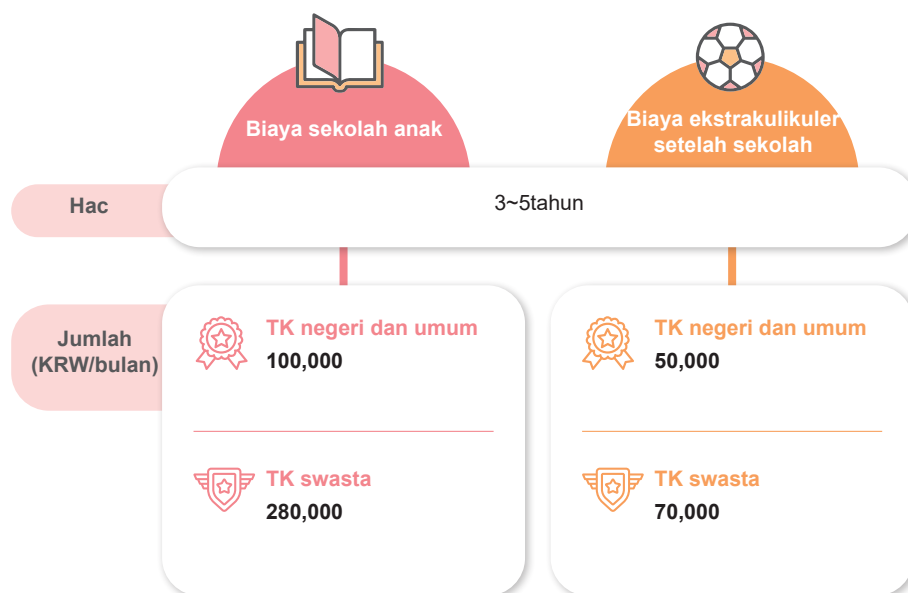 Biaya sekolah anak
Biaya ekstrakulikuler
setelah sekolah
Hac
3~5tahun
Jumlah
(KRW/bulan)
TK negeri dan umum
100,000
TK swasta
280,000
TK negeri dan umum
50,000
TK swasta
70,000